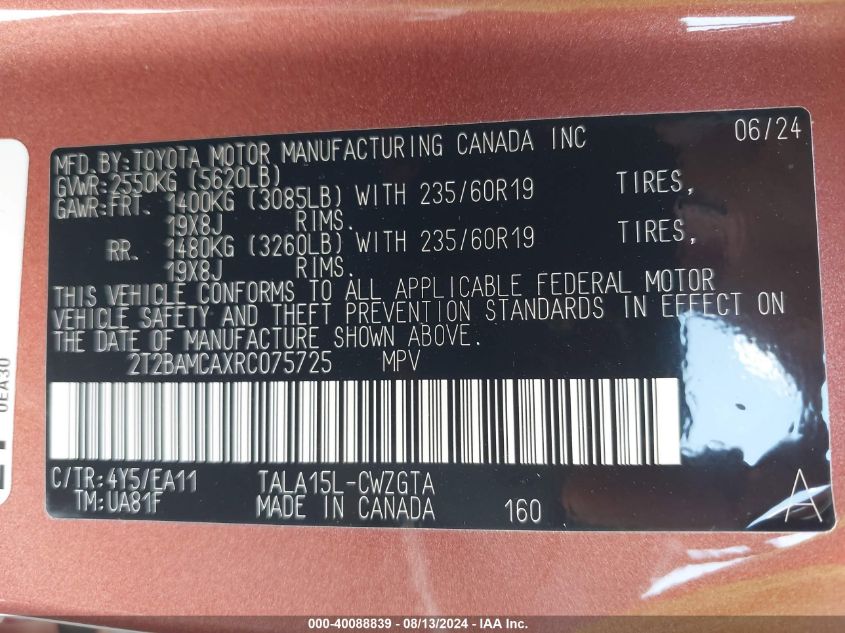 MFD. BY: TOYOTA MOTOR MANUFACTURING CANADA INC 06/24
GVWR: 2550KG (5620LB)
GAWR: FRT. 1400KG (3085LB) WITH 235/60R19 TIRES,
19X8J RIMS.
RR. 1480KG (3260LB) WITH 235/60R19 TIRES,
19X8J RIMS.
THIS VEHICLE CONFORMS TO ALL APPLICABLE FEDERAL MOTOR
VEHICLE SAFETY AND THEFT PREVENTION STANDARDS IN EFFECT ON
THE DATE OF MANUFACTURE SHOWN ABOVE.
2T2BAMCAXRC075725 MPV
C/TR: 4Y5/EA11 TALA15L-CWZGTA
TM: UA81F MADE IN CANADA 160 A
0EA30
000-40088839 - 08/13/2024 - IAA Inc.